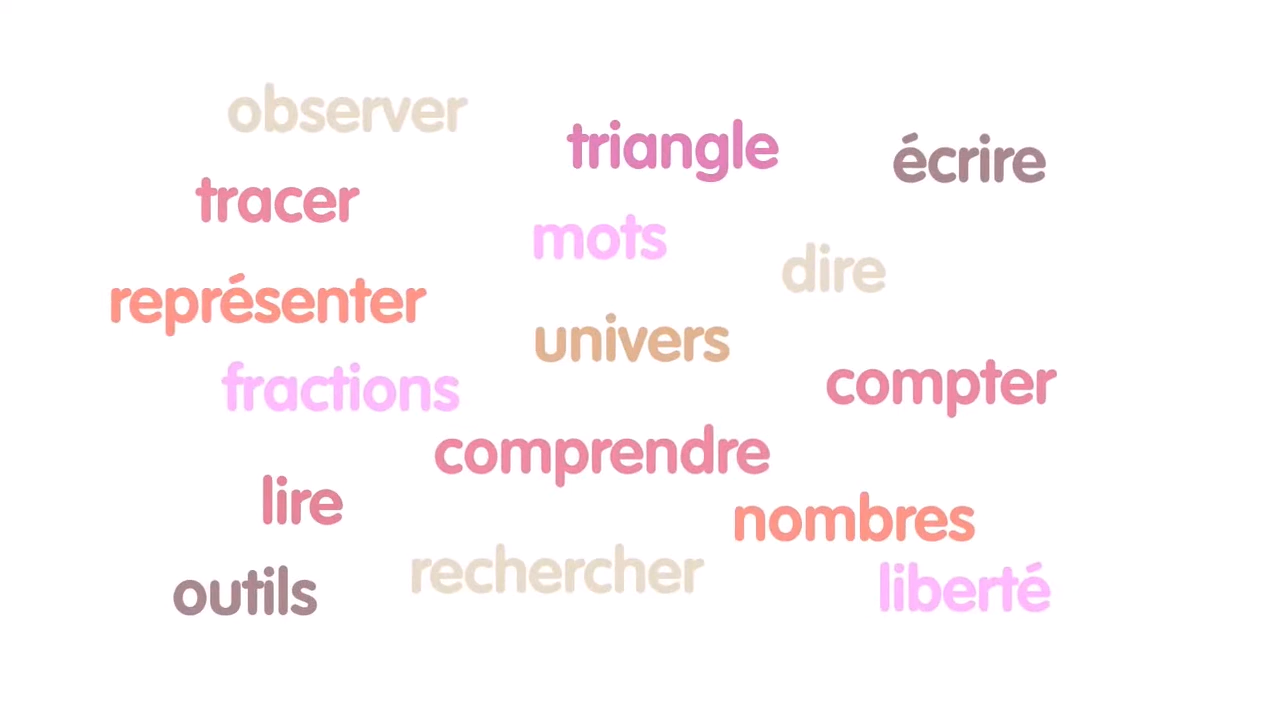 observer
triangle
écrire
tracer
mots
dire
représenter
univers
fractions
compter
comprendre
lire
nombres
rechercher
outils
liberté